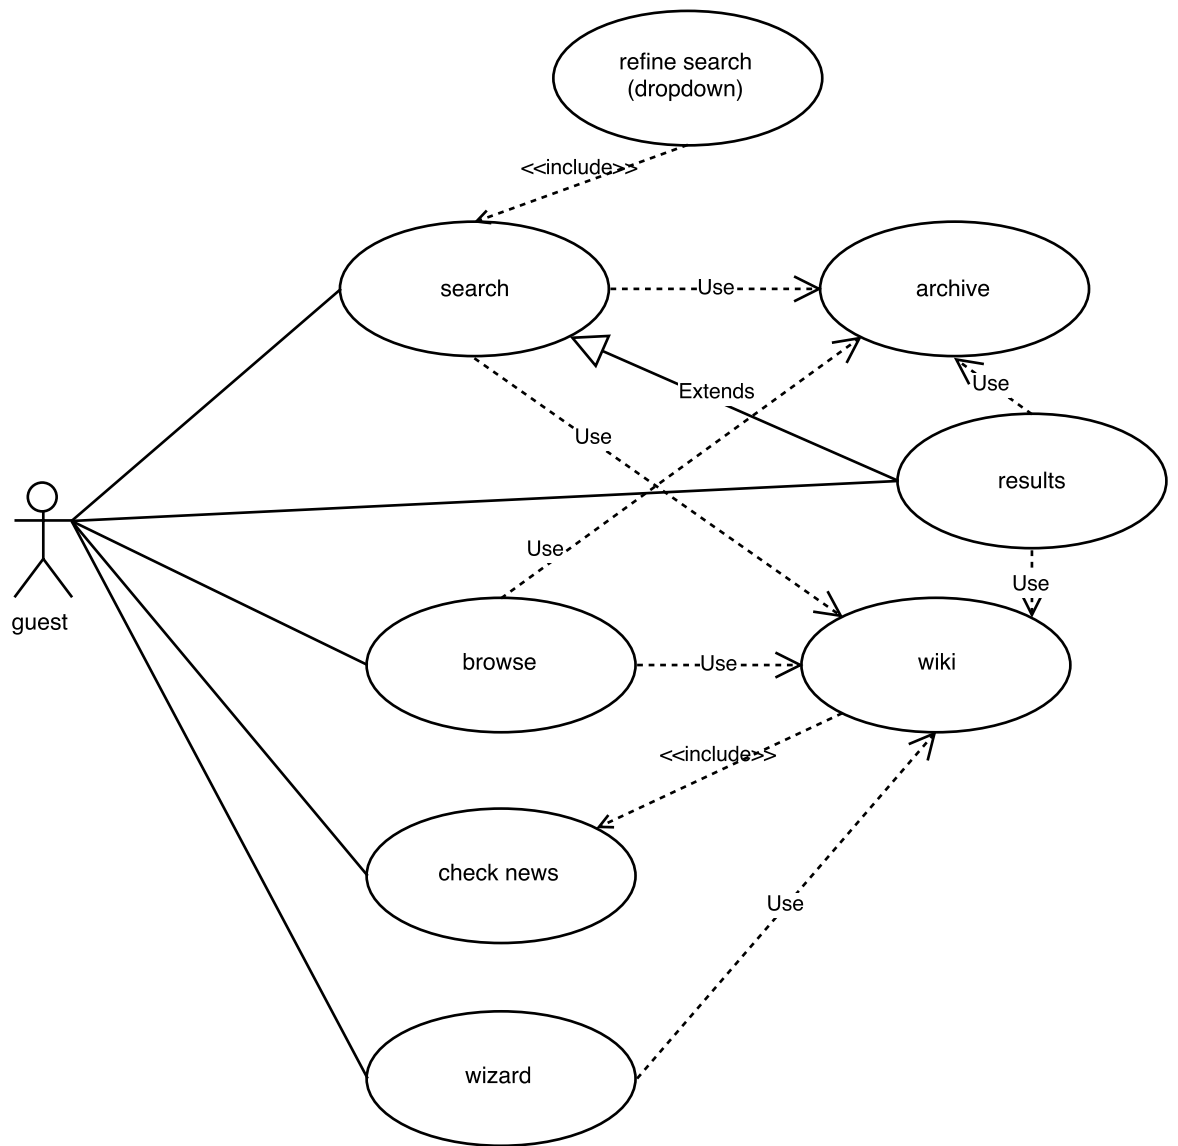 refine search
(dropdown)
<<include>>
search
Use
archive
Extends
Use
Use
results
Use
Use
guest
browse
Use
wiki
<<include>>
check news
Use
wizard